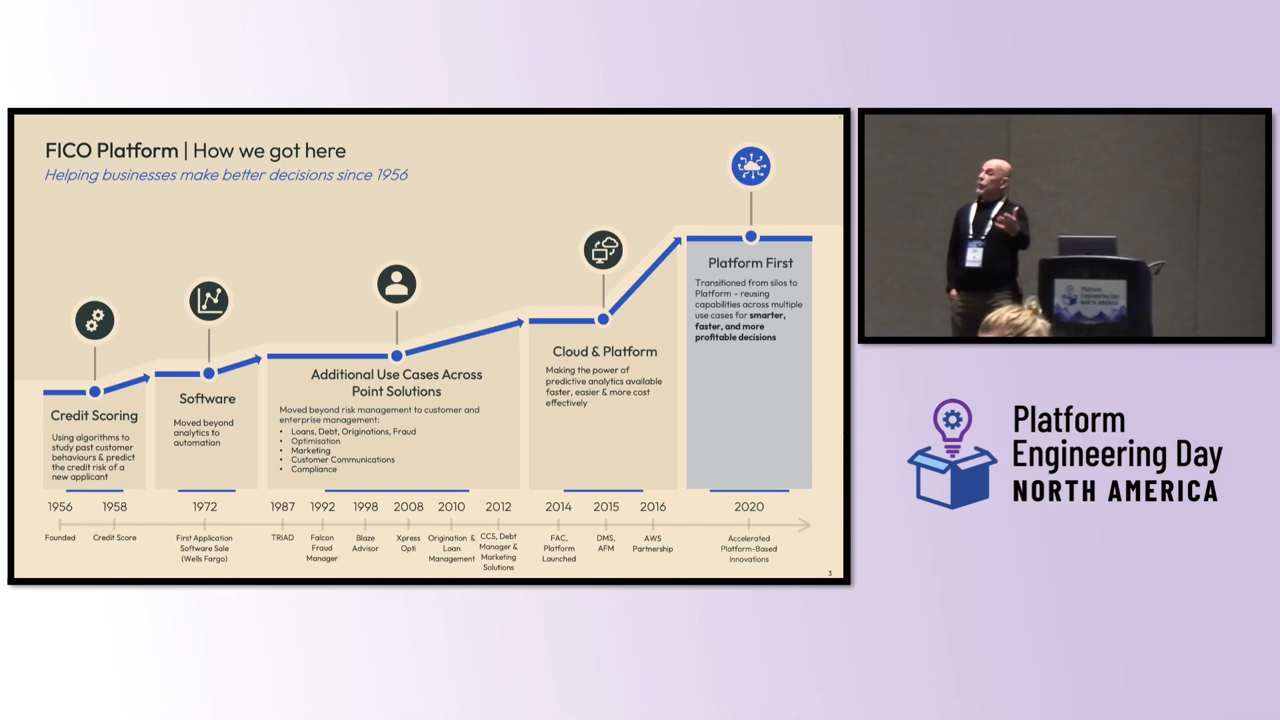 FICO Platform | How we got here
Helping businesses make better decisions since 1956
Credit Scoring
Using algorithms to
study past customer
behaviours & predict
the credit risk of a
new applicant
Software
Moved beyond
analytics to
automation
Additional Use Cases Across
Point Solutions
Moved beyond risk management to customer and
enterprise management:
• Loans, Debt, Originations, Fraud
• Optimisation
• Marketing
• Customer Communications
• Compliance
Cloud & Platform
Making the power of
predictive analytics available
faster, easier & more cost
effectively
Platform First
Transitioned from silos to
Platform – reusing
capabilities across multiple
use cases for smarter,
faster, and more
profitable decisions
1956
Founded
1958
Credit Score
1972
First Application
Software Sale
(Wells Fargo)
1987
TRIAD
1992
Falcon
Fraud
Manager
1998
Blaze
Advisor
2008
Xpress
Opti
2010
Origination &
Loan
Management
2012
CCS, Debt
Manager &
Marketing
Solutions
2014
FAC,
Platform
Launched
2015
DMS,
AFM
2016
AWS
Partnership
2020
Accelerated
Platform-Based
Innovations
3
Platform
Engineering Day
NORTH AMERICA
Platform
Engineering Day
NORTH AMERICA